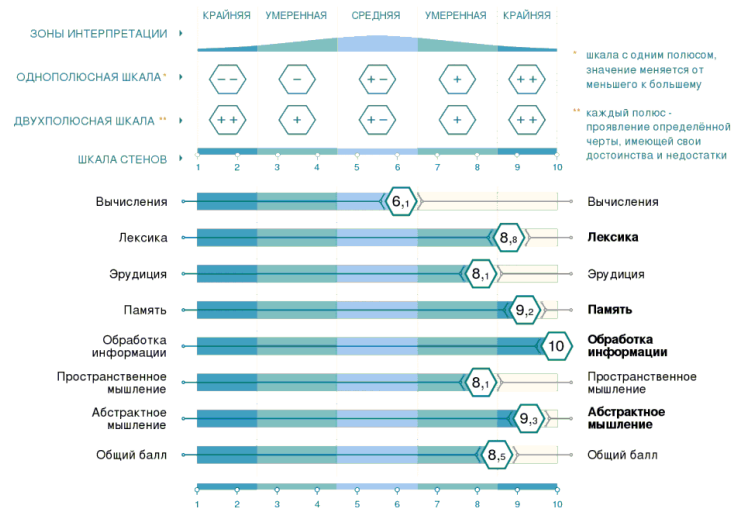 КРАЙНЯЯ УМЕРЕННАЯ СРЕДНЯЯ УМЕРЕННАЯ КРАЙНЯЯ
ЗОНЫ ИНТЕРПРЕТАЦИИ
ОДНОПОЛЮСНАЯ ШКАЛА* − − − + − + + +
* шкала с одним полюсом,
значение меняется от
меньшего к большему
ДВУХПОЛЮСНАЯ ШКАЛА ** + + + + − + + +
** каждый полюс -
проявление определённой
черты, имеющей свои
достоинства и недостатки
ШКАЛА СТЕНОВ
1 2 3 4 5 6 7 8 9 10
Вычисления 6,1 Вычисления
Лексика 8,8 Лексика
Эрудиция 8,1 Эрудиция
Память 9,2 Память
Обработка
информации 10 Обработка
информации
Пространственное
мышление 8,1 Пространственное
мышление
Абстрактное
мышление 9,3 Абстрактное
мышление
Общий балл 8,5 Общий балл
1 2 3 4 5 6 7 8 9 10